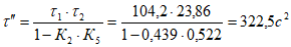 τ″ = (τ₁ · τ₂)/(1−K₂ · K₅) = (104,2 · 23,86)/(1−0,439 · 0,522) = 322,5c²